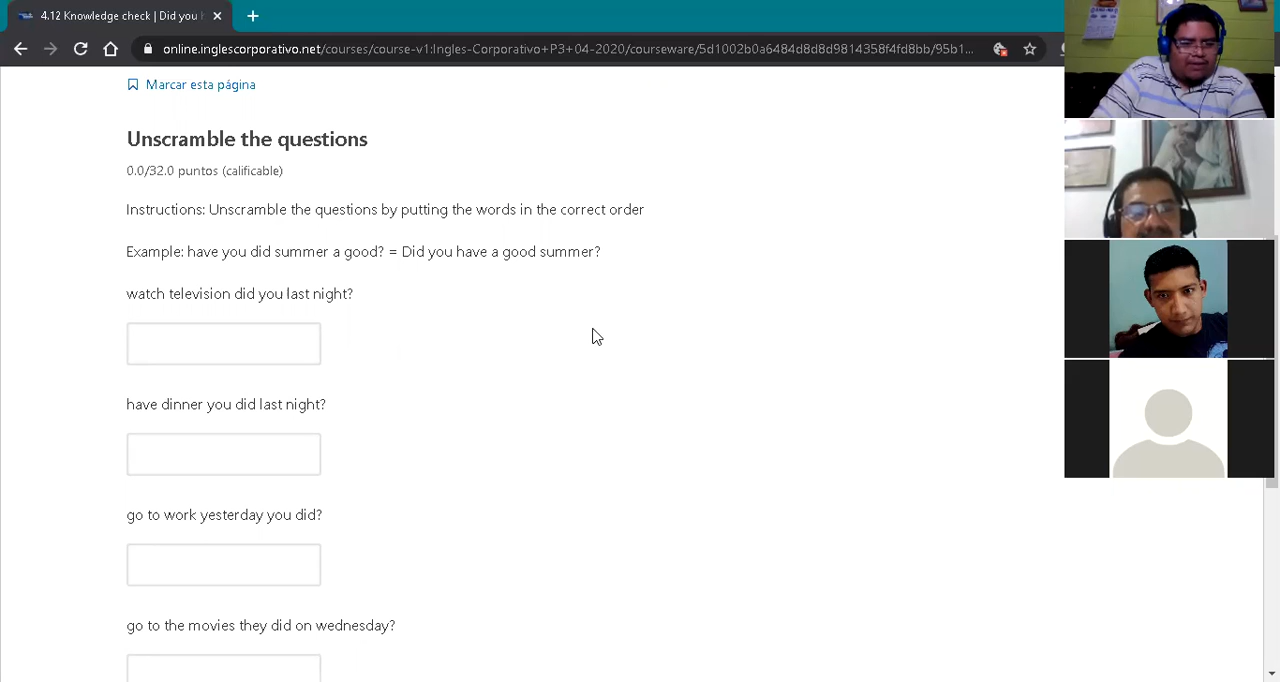 4.12 Knowledge check | Did you h
online.inglescorporativo.net/courses/course-v1:Ingles-Corporativo+P3+04-2020/courseware/5d1002b0a6484d8d8d9814358f4fd8bb/95b1...
Marcar esta página
Unscramble the questions
0.0/32.0 puntos (calificable)
Instructions: Unscramble the questions by putting the words in the correct order
Example: have you did summer a good? = Did you have a good summer?
watch television did you last night?
have dinner you did last night?
go to work yesterday you did?
go to the movies they did on wednesday?